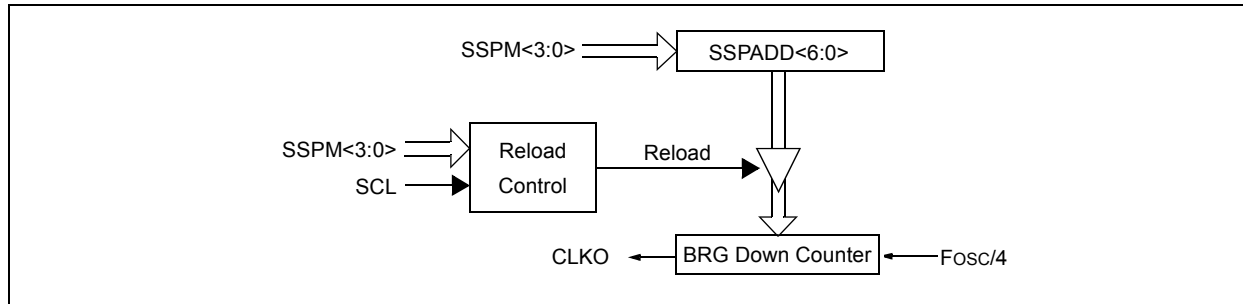 SSPM<3:0>
SSPADD<6:0>
SSPM<3:0>
SCL
Reload
Control
Reload
CLKO
BRG Down Counter
FOSC/4